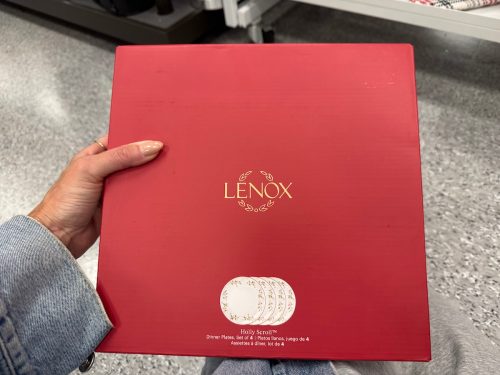 LENOX
Holly Scroll™
Dinner Plates, Set of 4 | Platos llanos, juego de 4
Assiettes à dîner, lot de 4